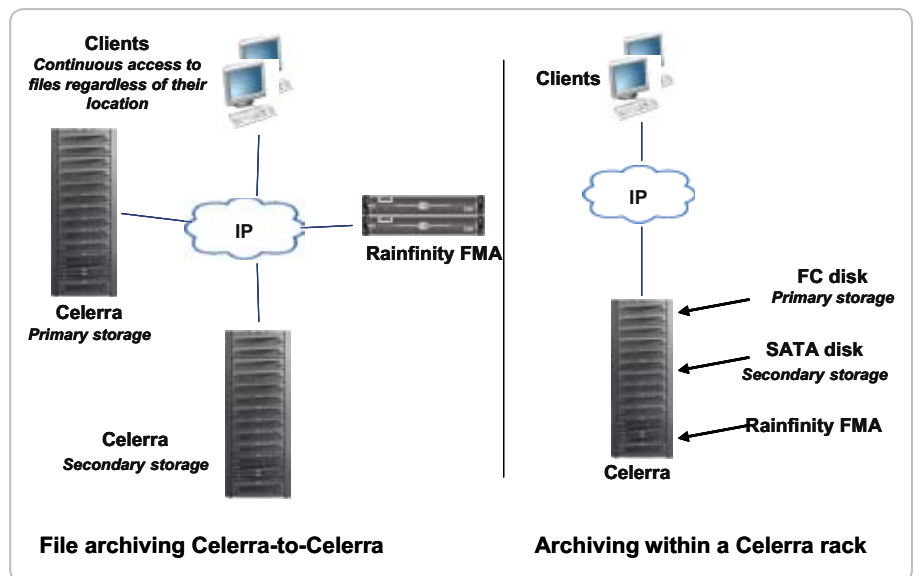 Clients
Continuous access to
files regardless of their
location
IP
Rainfinity FMA
Celerra
Primary storage
Celerra
Secondary storage
File archiving Celerra-to-Celerra
Clients
IP
FC disk
Primary storage
SATA disk
Secondary storage
Rainfinity FMA
Celerra
Archiving within a Celerra rack